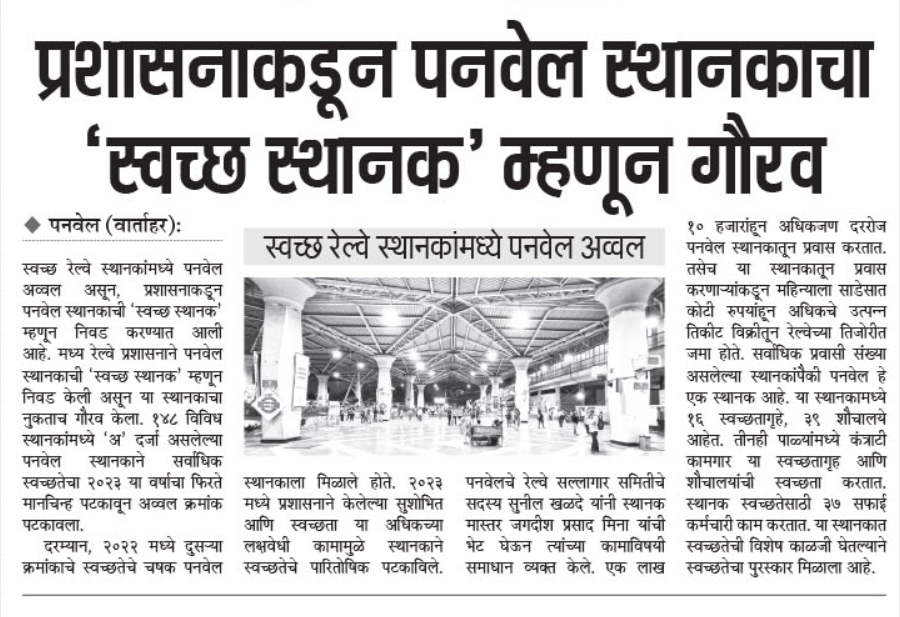 प्रशासनाकडून पनवेल स्थानकाचा
‘स्वच्छ स्थानक’ म्हणून गौरव
◆ पनवेल (वार्ताहर):
स्वच्छ रेल्वे स्थानकांमध्ये पनवेल
अव्वल असून, प्रशासनाकडून
पनवेल स्थानकाची ‘स्वच्छ स्थानक’
म्हणून निवड करण्यात आली
आहे. मध्य रेल्वे प्रशासनाने पनवेल
स्थानकाची ‘स्वच्छ स्थानक’ म्हणून
निवड केली असून या स्थानकाचा
नुकताच गौरव केला. १४८ विविध
स्थानकांमध्ये ‘अ’ दर्जा असलेल्या
पनवेल स्थानकाने सर्वाधिक
स्वच्छतेचा २०२३ या वर्षाचा फिरते
मानचिन्ह पटकावून अव्वल क्रमांक
पटकावला.
दरम्यान, २०२२ मध्ये दुसऱ्या
क्रमांकाचे स्वच्छतेचे चषक पनवेल
स्वच्छ रेल्वे स्थानकांमध्ये पनवेल अव्वल
स्थानकाला मिळाले होते. २०२३
मध्ये प्रशासनाने केलेल्या सुशोभित
आणि स्वच्छता या अधिकच्या
लक्षवेधी कामामुळे स्थानकाने
स्वच्छतेचे पारितोषिक पटकाविले.
पनवेलचे रेल्वे सल्लागार समितीचे
सदस्य सुनील खळदे यांनी स्थानक
मास्तर जगदीश प्रसाद मिना यांची
भेट घेऊन त्यांच्या कामाविषयी
समाधान व्यक्त केले. एक लाख
१० हजारांहून अधिकजण दररोज
पनवेल स्थानकातून प्रवास करतात.
तसेच या स्थानकातून प्रवास
करणाऱ्यांकडून महिन्याला साडेसात
कोटी रुपयांहून अधिकचे उत्पन्न
तिकीट विक्रीतून रेल्वेच्या तिजोरीत
जमा होते. सर्वाधिक प्रवासी संख्या
असलेल्या स्थानकांपैकी पनवेल हे
एक स्थानक आहे. या स्थानकामध्ये
१६ स्वच्छतागृहे, ३९ शौचालये
आहेत. तीनही पाळ्यांमध्ये कंत्राटी
कामगार या स्वच्छतागृह आणि
शौचालयांची स्वच्छता करतात.
स्थानक स्वच्छतेसाठी ३७ सफाई
कर्मचारी काम करतात. या स्थानकात
स्वच्छतेची विशेष काळजी घेतल्याने
स्वच्छतेचा पुरस्कार मिळाला आहे.